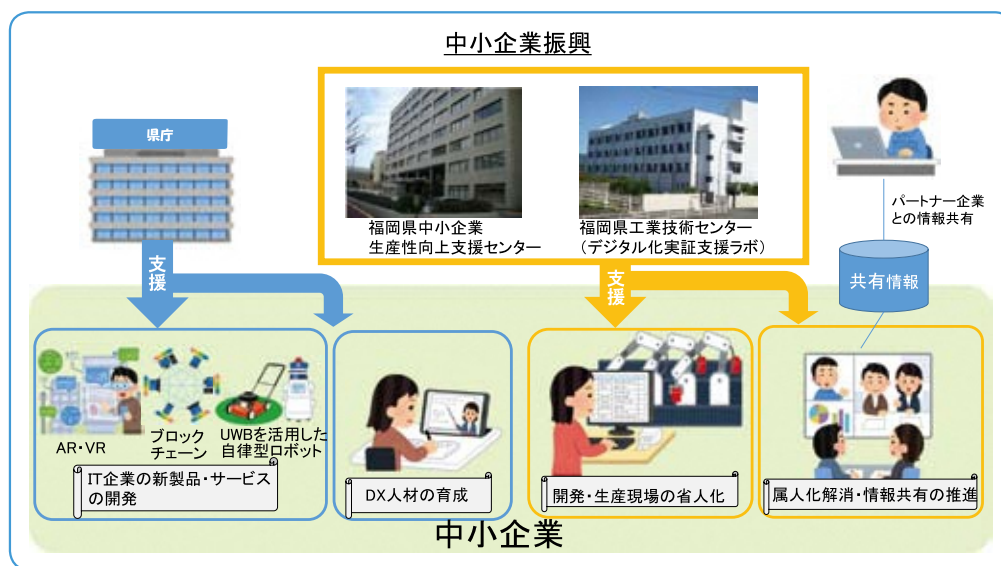 中小企業振興
県庁
福岡県中小企業
生産性向上支援センター
福岡県工業技術センター
(デジタル化実証支援ラボ)
パートナー企業
との情報共有
共有情報
支援
支援
AR・VR
ブロック
チェーン
UWBを活用した
自律型ロボット
IT企業の新製品・サービス
の開発
DX人材の育成
開発・生産現場の省人化
属人化解消・情報共有の推進
中小企業